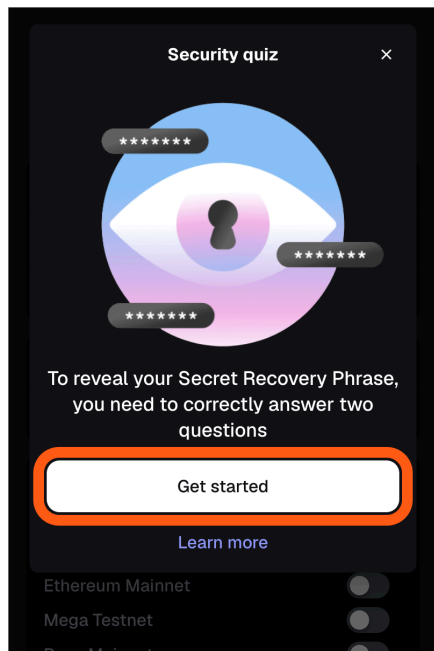 Security quiz
*******
*******
*******
To reveal your Secret Recovery Phrase,
you need to correctly answer two
questions
Get started
Learn more
Ethereum Mainnet
Mega Testnet